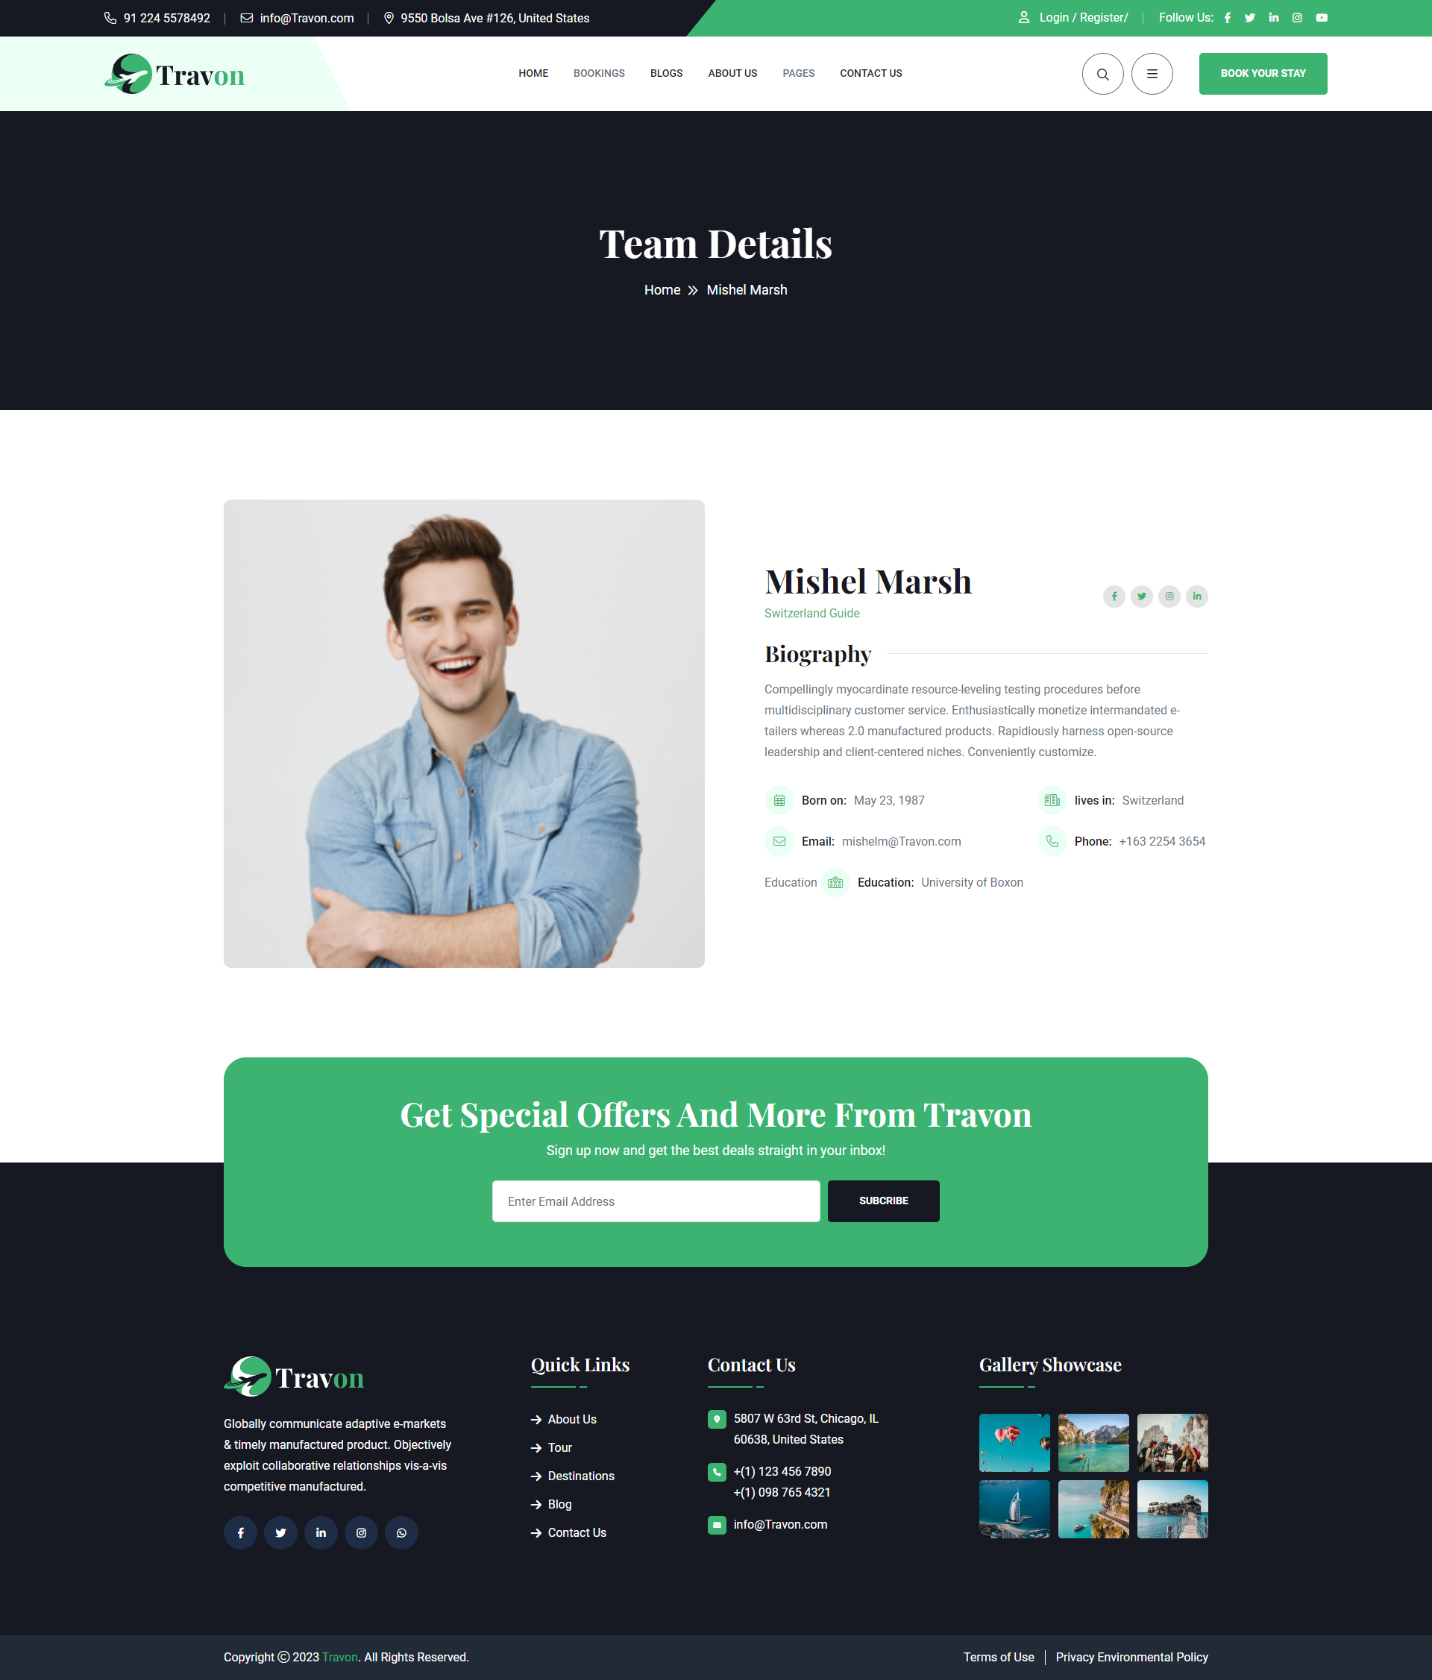 91 224 5578492 | info@Travon.com | 9550 Bolsa Ave #126, United States
Login / Register/ | Follow Us:
Travon
HOME BOOKINGS BLOGS ABOUT US PAGES CONTACT US
BOOK YOUR STAY
Team Details
Home » Mishel Marsh
Mishel Marsh
Switzerland Guide
Biography
Compellingly myocardinate resource-leveling testing procedures before
multidisciplinary customer service. Enthusiastically monetize intermandated e-
tailers whereas 2.0 manufactured products. Rapidiously harness open-source
leadership and client-centered niches. Conveniently customize.
Born on: May 23, 1987
lives in: Switzerland
Email: mishelm@Travon.com
Phone: +163 2254 3654
Education Education: University of Boxon
Get Special Offers And More From Travon
Sign up now and get the best deals straight in your inbox!
Enter Email Address
SUBCRIBE
Travon
Globally communicate adaptive e-markets
& timely manufactured product. Objectively
exploit collaborative relationships vis-a-vis
competitive manufactured.
Quick Links
About Us
Tour
Destinations
Blog
Contact Us
Contact Us
5807 W 63rd St, Chicago, IL
60638, United States
+(1) 123 456 7890
+(1) 098 765 4321
info@Travon.com
Gallery Showcase
Copyright © 2023 Travon. All Rights Reserved.
Terms of Use | Privacy Environmental Policy